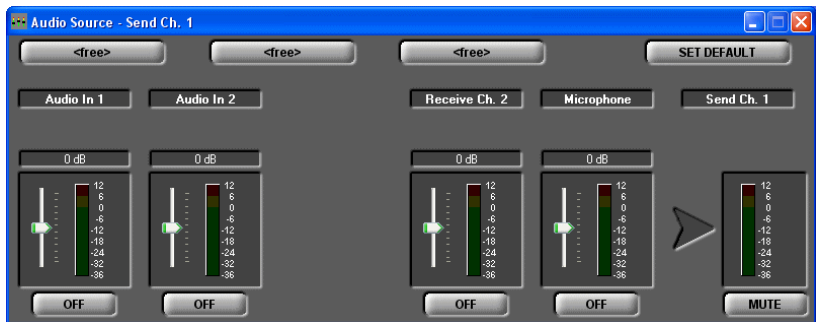 Audio Source - Send Ch. 1
<free> <free> <free> SET DEFAULT
Audio In 1 Audio In 2 Receive Ch. 2 Microphone Send Ch. 1
0 dB 0 dB 0 dB 0 dB
12 12 12 12 12
6 6 6 6 6
0 0 0 0 0
-6 -6 -6 -6 -6
-12 -12 -12 -12 -12
-18 -18 -18 -18 -18
-24 -24 -24 -24 -24
-32 -32 -32 -32 -32
-36 -36 -36 -36 -36
OFF OFF OFF OFF MUTE